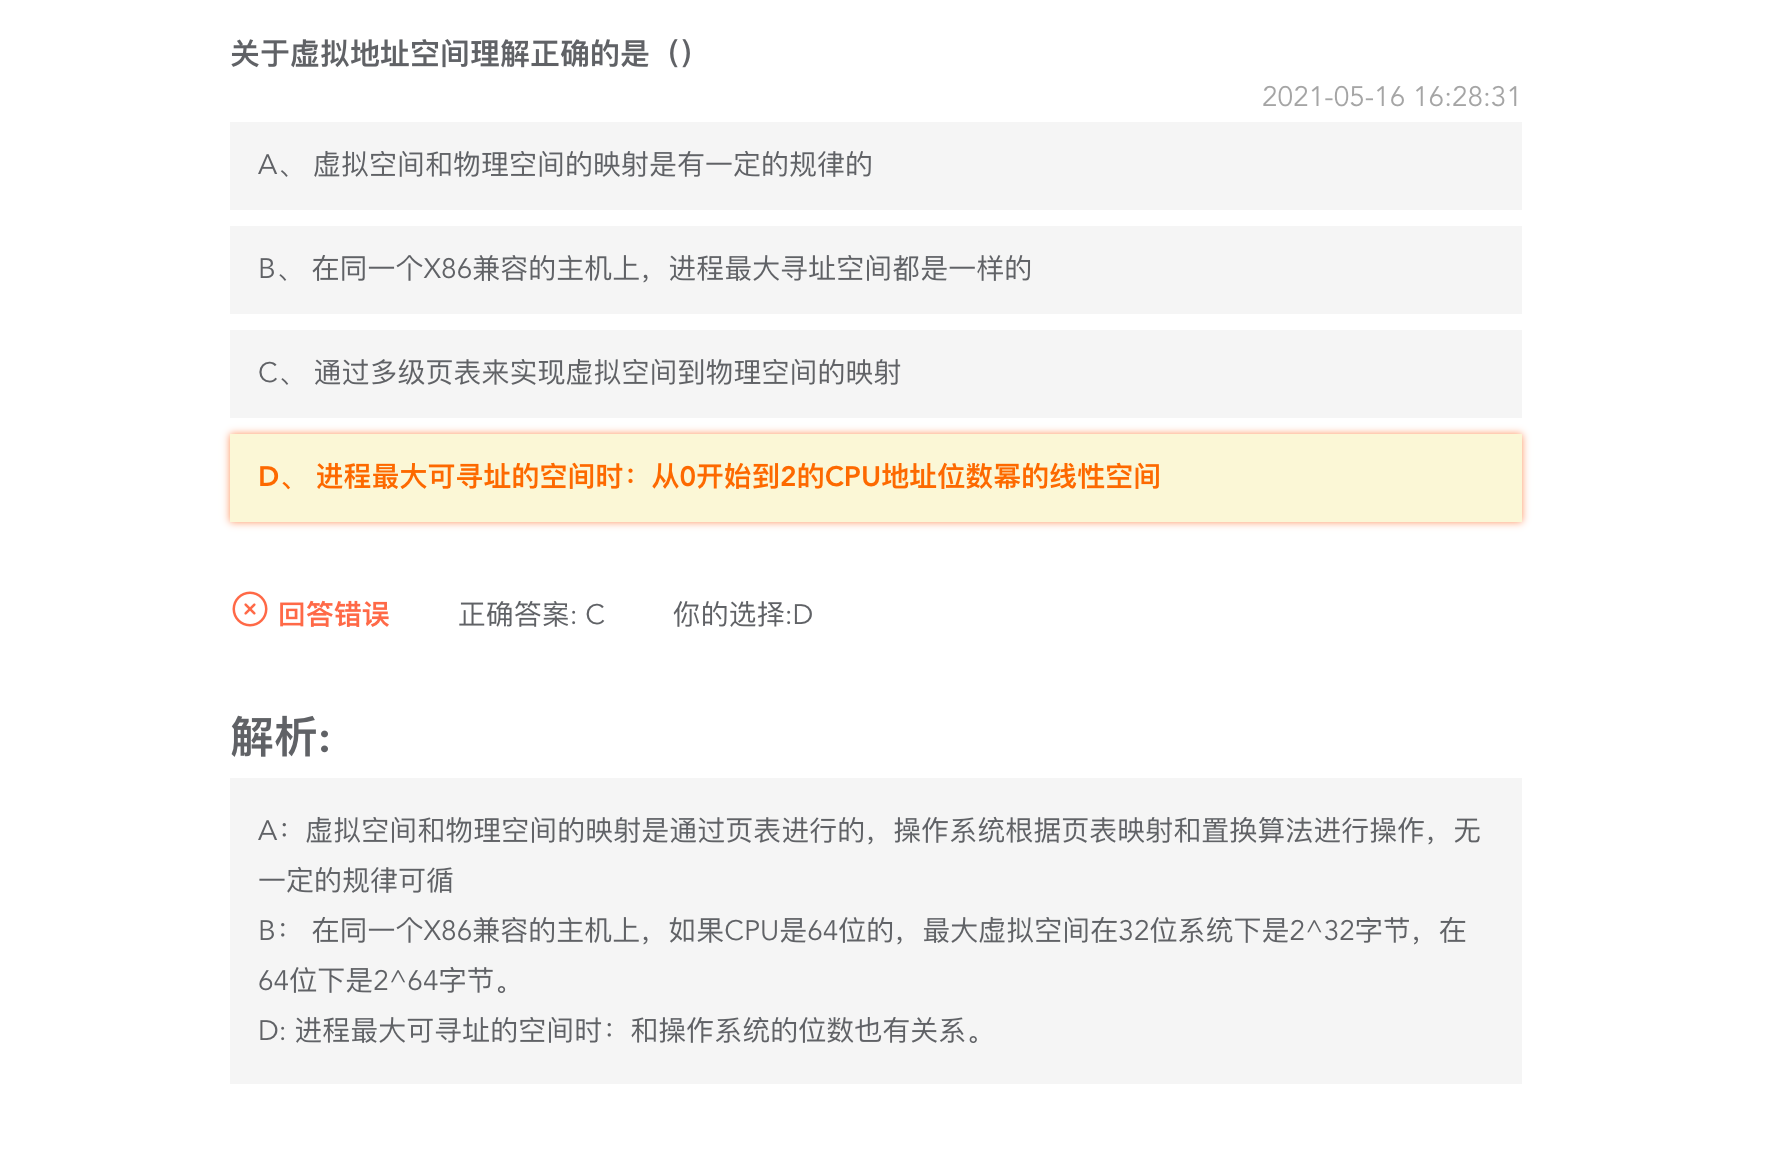 关于虚拟地址空间理解正确的是（）
2021-05-16 16:28:31
A、 虚拟空间和物理空间的映射是有一定的规律的
B、 在同一个X86兼容的主机上，进程最大寻址空间都是一样的
C、 通过多级页表来实现虚拟空间到物理空间的映射
D、 进程最大可寻址的空间时：从0开始到2的CPU地址位数幂的线性空间
回答错误 正确答案: C 你的选择:D
解析:
A：虚拟空间和物理空间的映射是通过页表进行的，操作系统根据页表映射和置换算法进行操作，无
一定的规律可循
B： 在同一个X86兼容的主机上，如果CPU是64位的，最大虚拟空间在32位系统下是2^32字节，在
64位下是2^64字节。
D: 进程最大可寻址的空间时：和操作系统的位数也有关系。